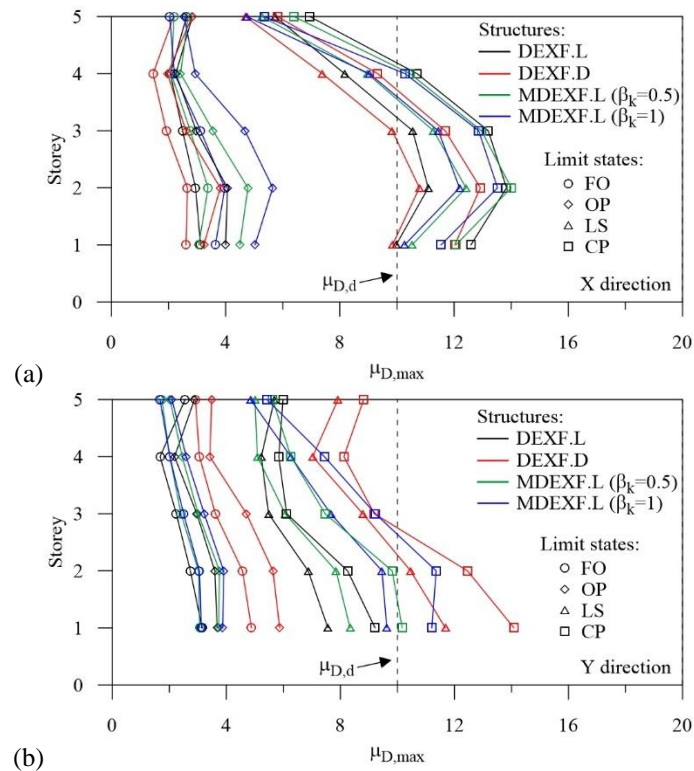 5
4
3
2
1
0
Storey
0
4
8
12
16
20
μD,max
μD,d
X direction
Structures:
DEXF.L
DEXF.D
MDEXF.L (βk=0.5)
MDEXF.L (βk=1)
Limit states:
FO
OP
LS
CP
(a)
5
4
3
2
1
0
Storey
0
4
8
12
16
20
μD,max
μD,d
Y direction
Structures:
DEXF.L
DEXF.D
MDEXF.L (βk=0.5)
MDEXF.L (βk=1)
Limit states:
FO
OP
LS
CP
(b)